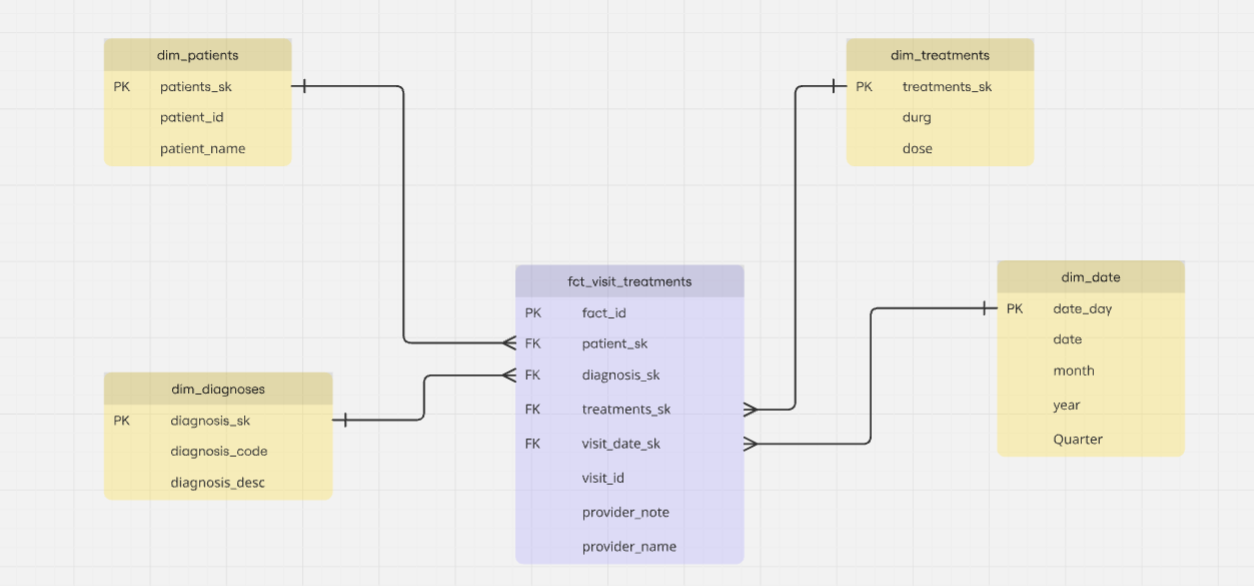 dim_patients
PK patients_sk
patient_id
patient_name
dim_treatments
PK treatments_sk
durg
dose
fct_visit_treatments
PK fact_id
FK patient_sk
FK diagnosis_sk
FK treatments_sk
FK visit_date_sk
visit_id
provider_note
provider_name
dim_date
PK date_day
date
month
year
Quarter
dim_diagnoses
PK diagnosis_sk
diagnosis_code
diagnosis_desc